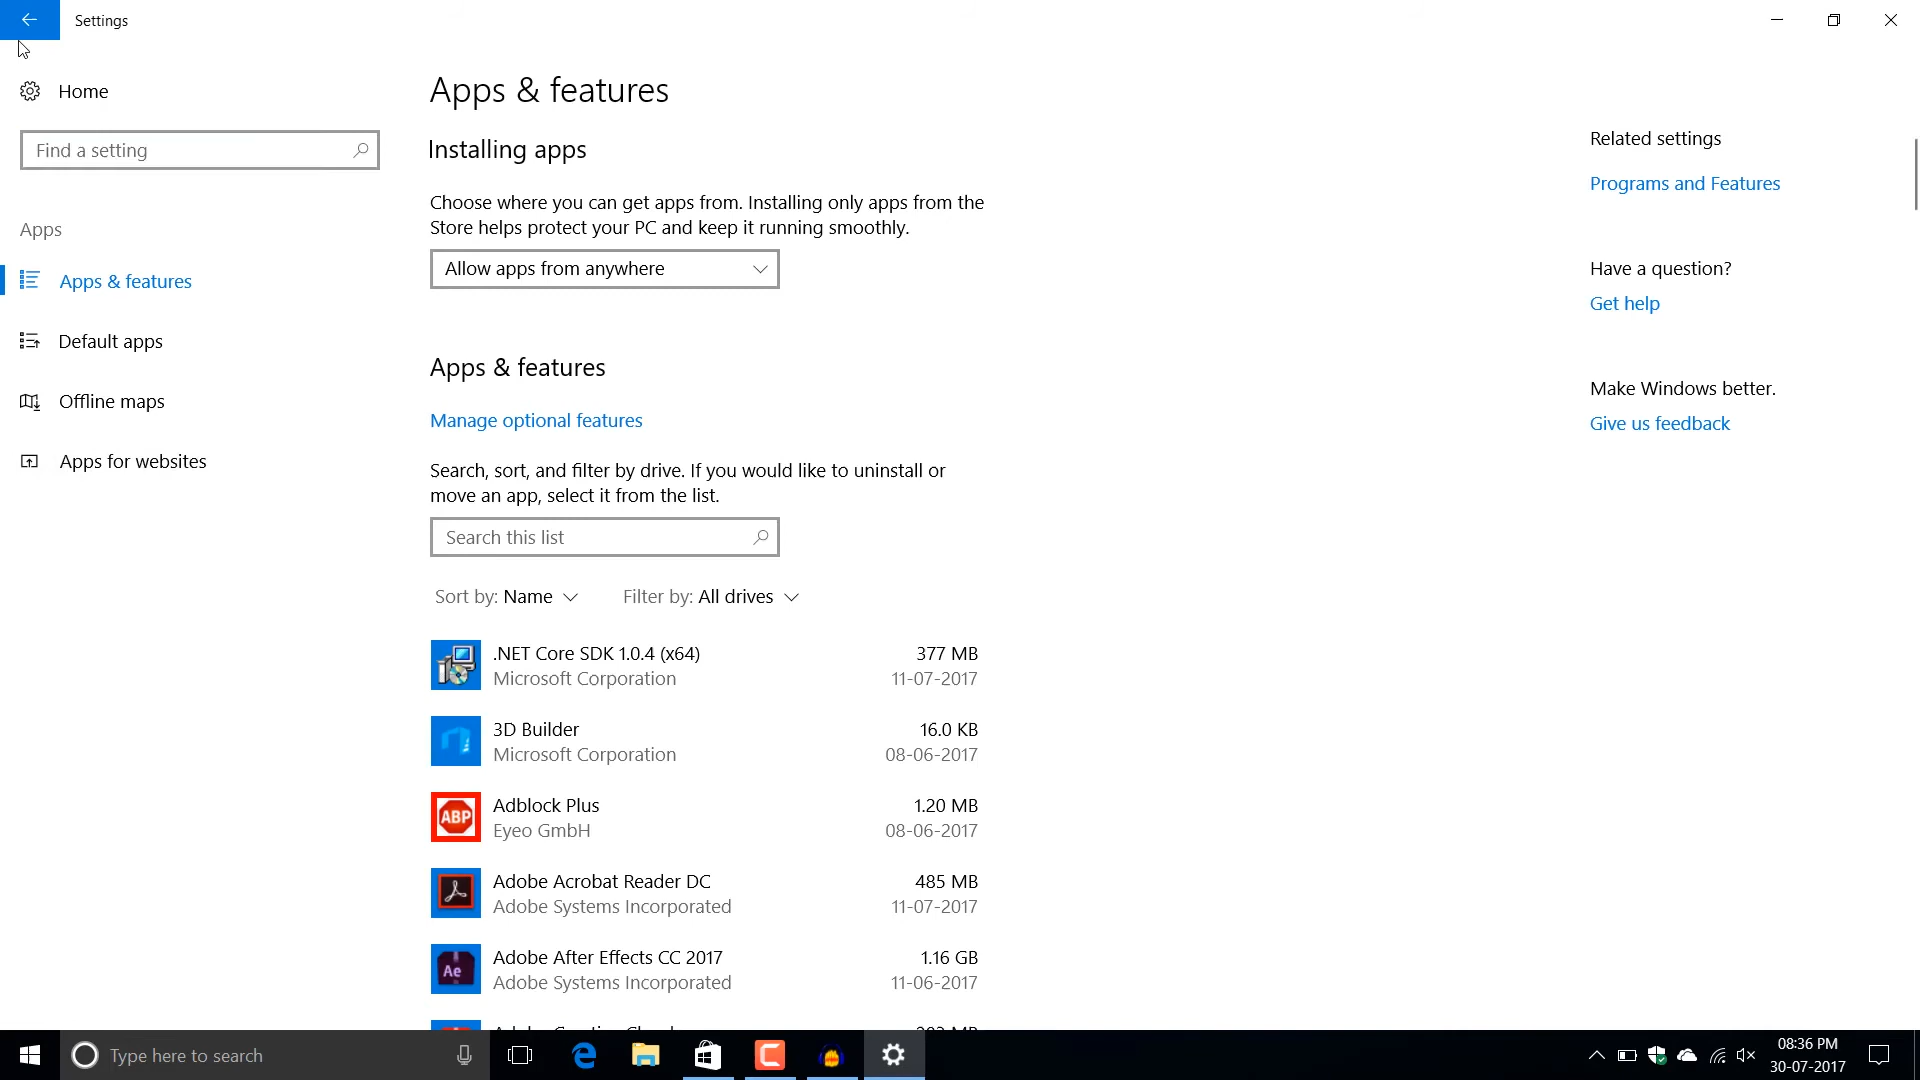 Settings
Home
Find a setting
Apps
Apps & features
Default apps
Offline maps
Apps for websites
Apps & features
Installing apps
Choose where you can get apps from. Installing only apps from the
Store helps protect your PC and keep it running smoothly.
Allow apps from anywhere
Apps & features
Manage optional features
Search, sort, and filter by drive. If you would like to uninstall or
move an app, select it from the list.
Search this list
Sort by: Name Filter by: All drives
.NET Core SDK 1.0.4 (x64) 377 MB
Microsoft Corporation 11-07-2017
3D Builder 16.0 KB
Microsoft Corporation 08-06-2017
ABP
Adblock Plus 1.20 MB
Eyeo GmbH 08-06-2017
Adobe Acrobat Reader DC 485 MB
Adobe Systems Incorporated 11-07-2017
Ae
Adobe After Effects CC 2017 1.16 GB
Adobe Systems Incorporated 11-06-2017
Related settings
Programs and Features
Have a question?
Get help
Make Windows better.
Give us feedback
Type here to search
08:36 PM
30-07-2017